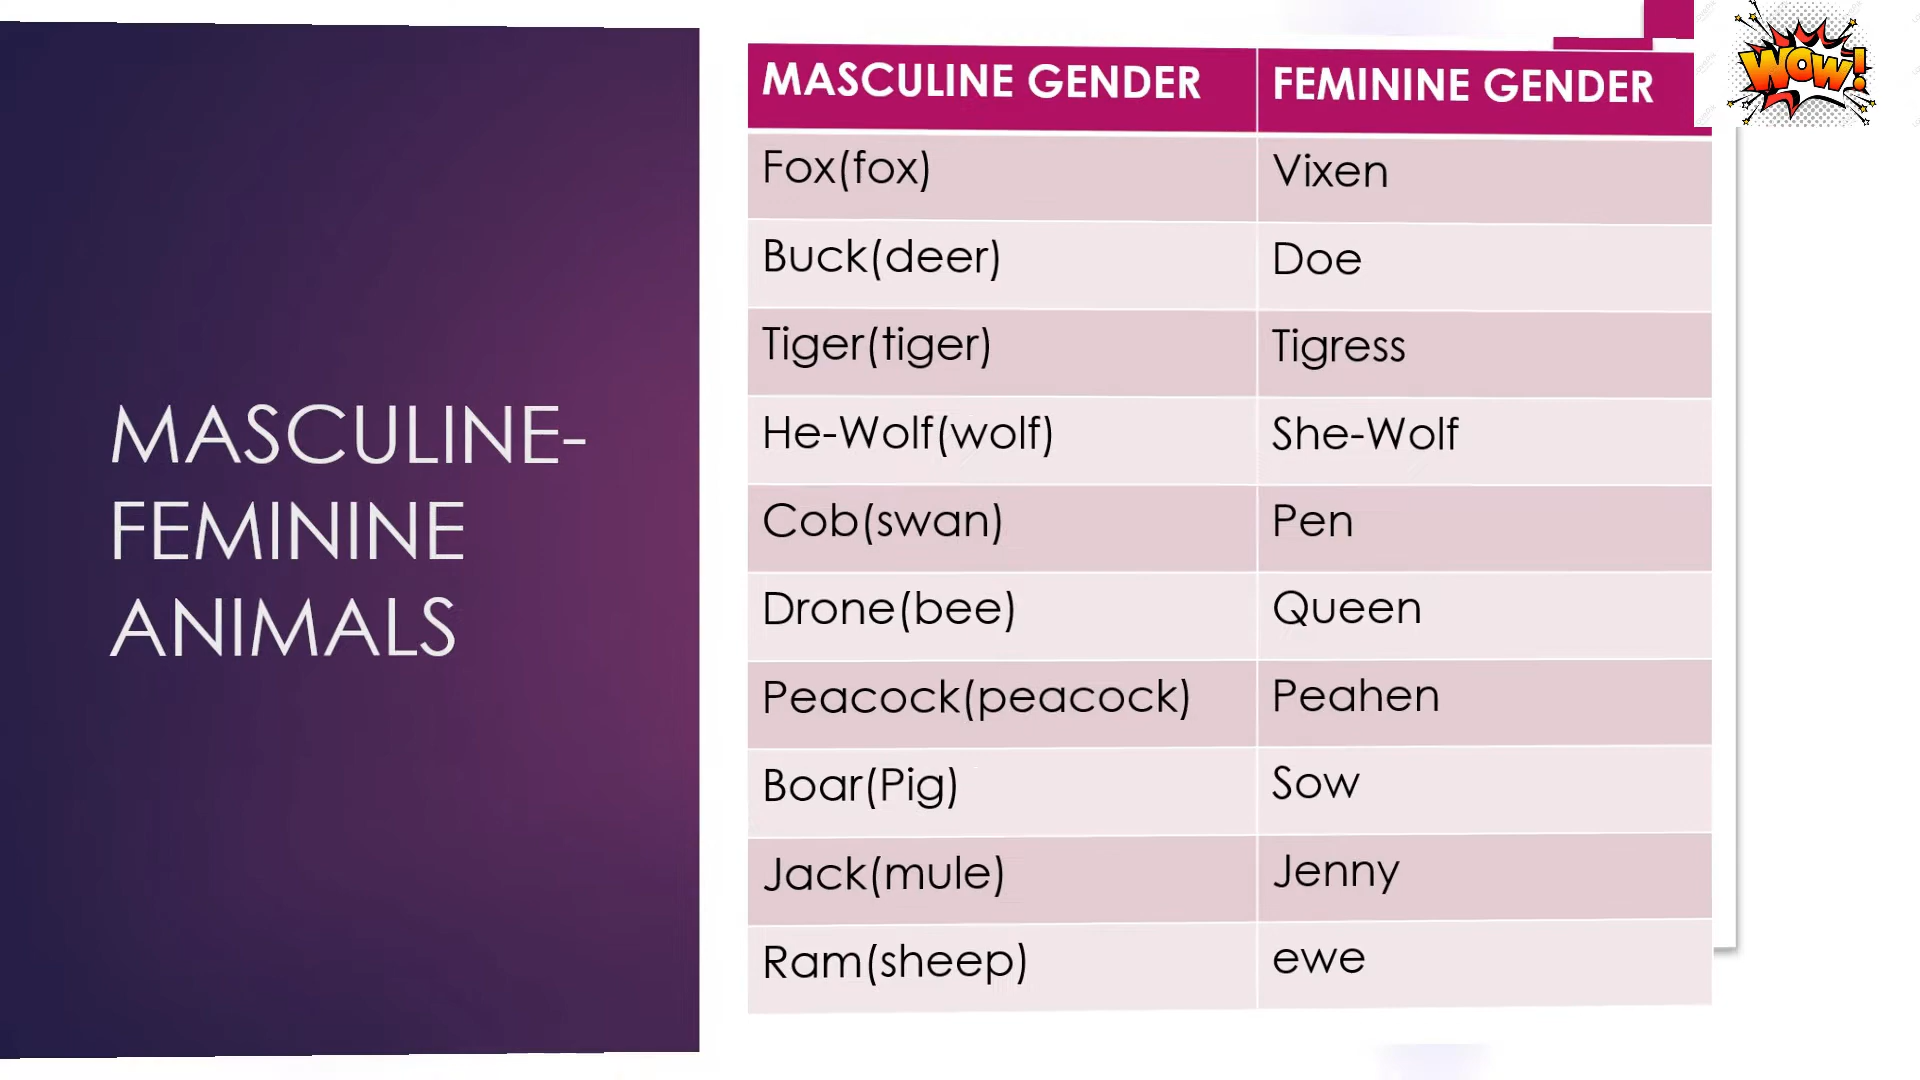 MASCULINE-
FEMININE
ANIMALS
MASCULINE GENDER FEMININE GENDER
Fox(fox) Vixen
Buck(deer) Doe
Tiger(tiger) Tigress
He-Wolf(wolf) She-Wolf
Cob(swan) Pen
Drone(bee) Queen
Peacock(peacock) Peahen
Boar(Pig) Sow
Jack(mule) Jenny
Ram(sheep) ewe
WOW!